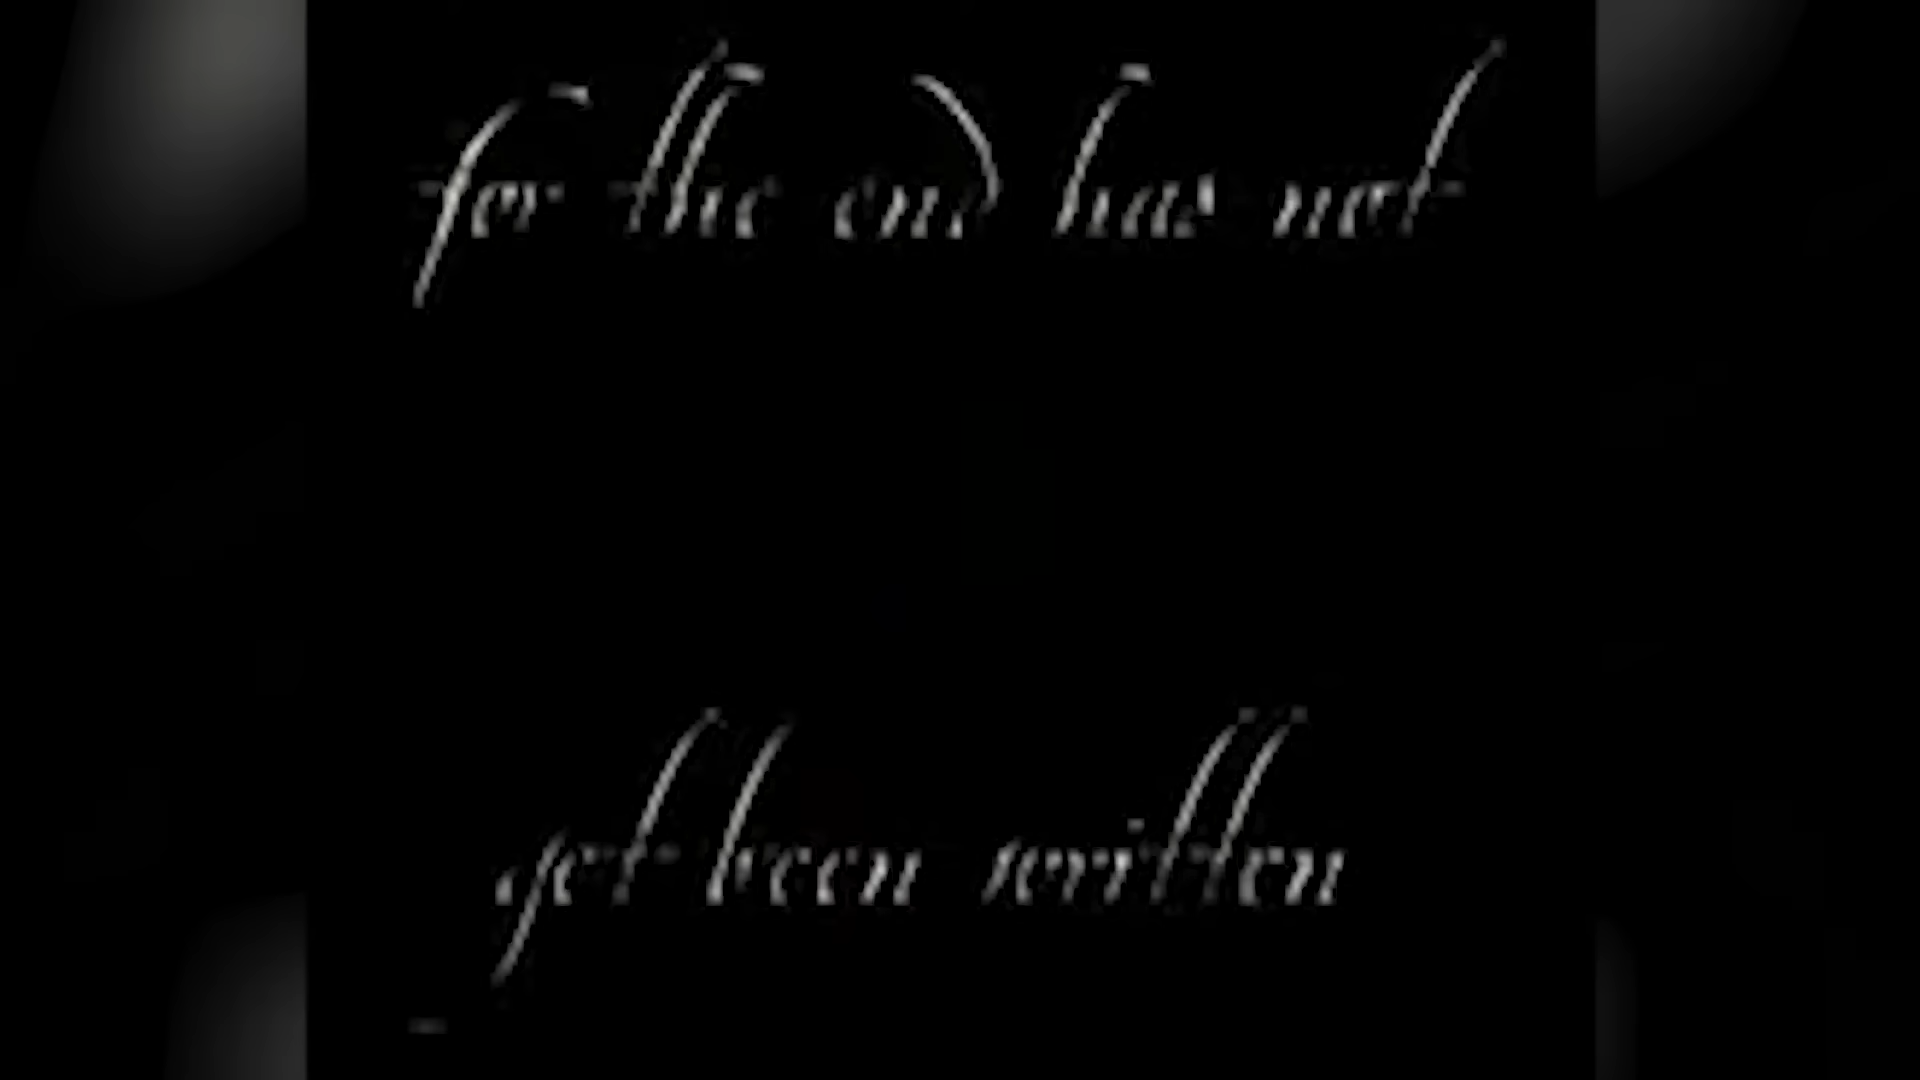 for the end has not
yet been written